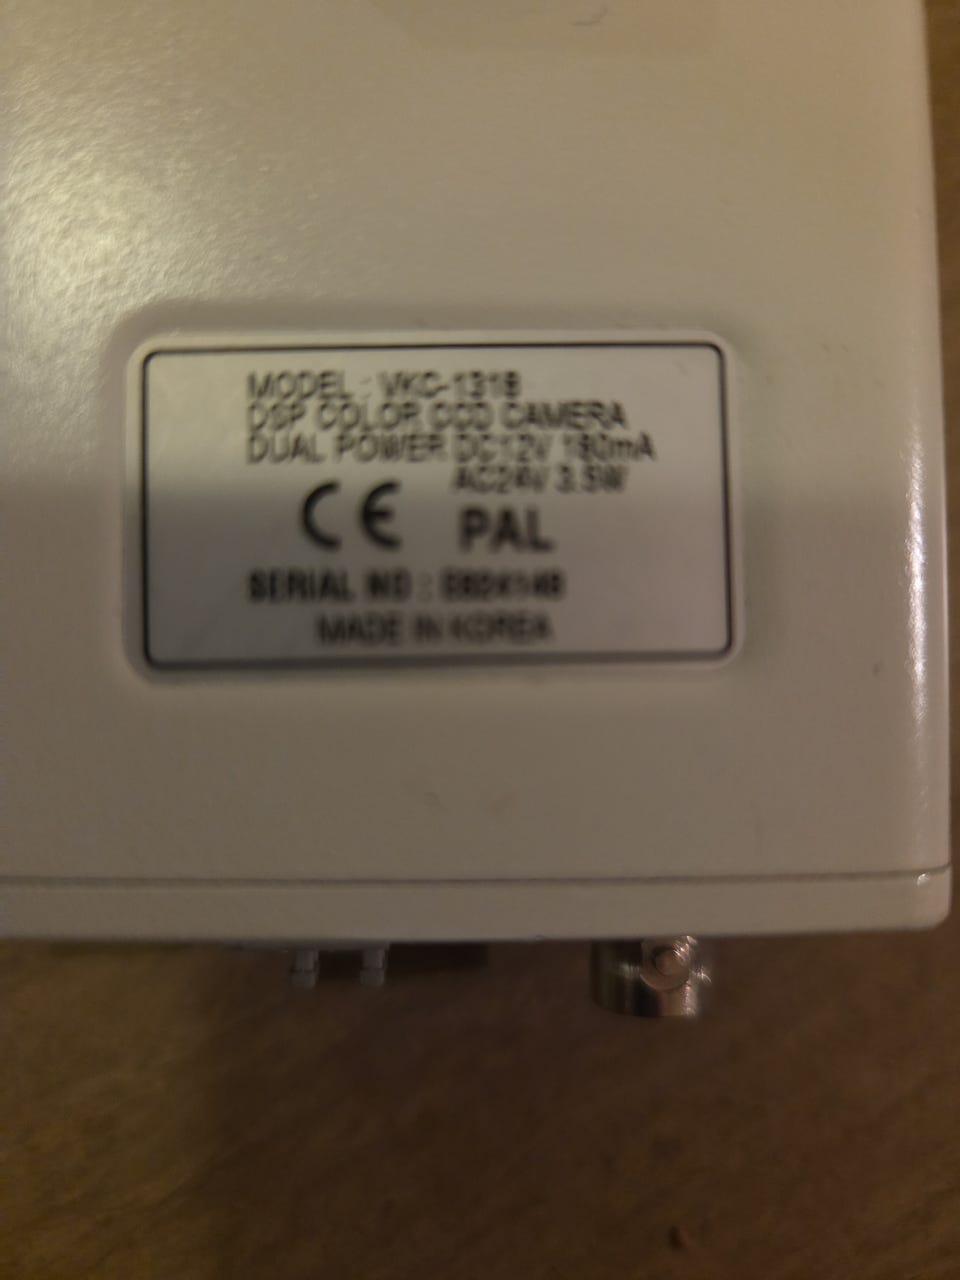 MODEL : VKC-1318
DSP COLOR CCD CAMERA
DUAL POWER DC12V 180mA
AC24V 3.5W
CE PAL
SERIAL NO :
MADE IN KOREA